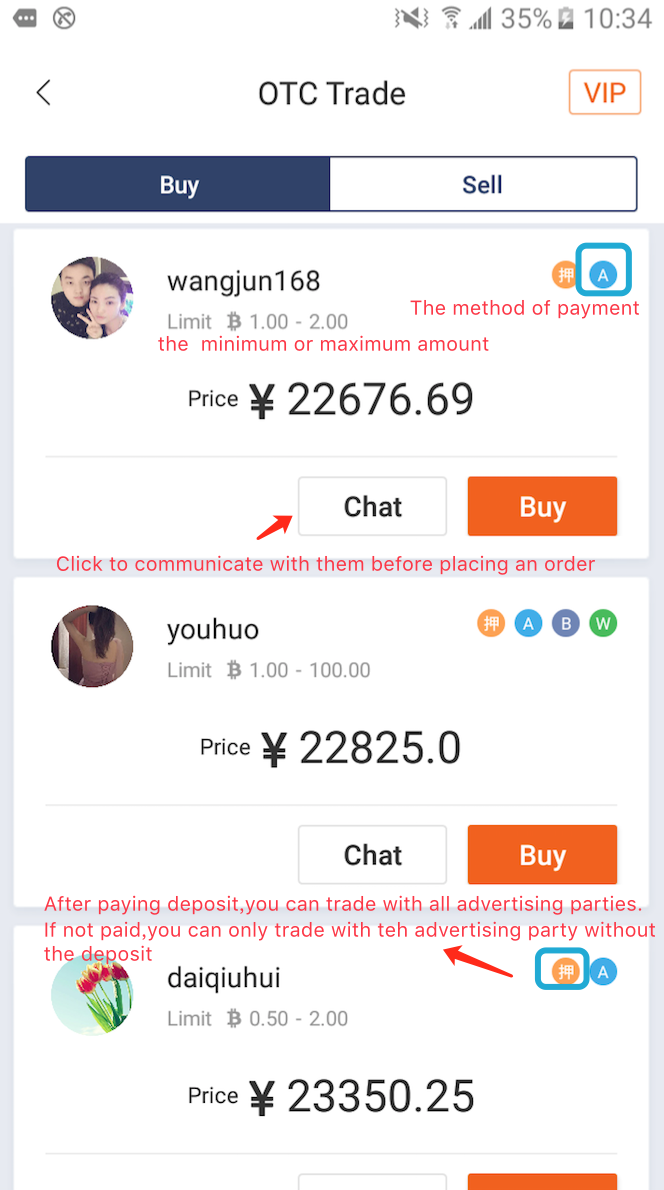 35% 10:34
OTC Trade
VIP
Buy
Sell
wangjun168
押 A
The method of payment
Limit ₿ 1.00 - 2.00
the minimum or maximum amount
Price ¥ 22676.69
Chat
Buy
Click to communicate with them before placing an order
youhuo
押 A B W
Limit ₿ 1.00 - 100.00
Price ¥ 22825.0
Chat
Buy
After paying deposit,you can trade with all advertising parties.
If not paid,you can only trade with teh advertising party without
the deposit
daiqiuhui
押 A
Limit ₿ 0.50 - 2.00
Price ¥ 23350.25